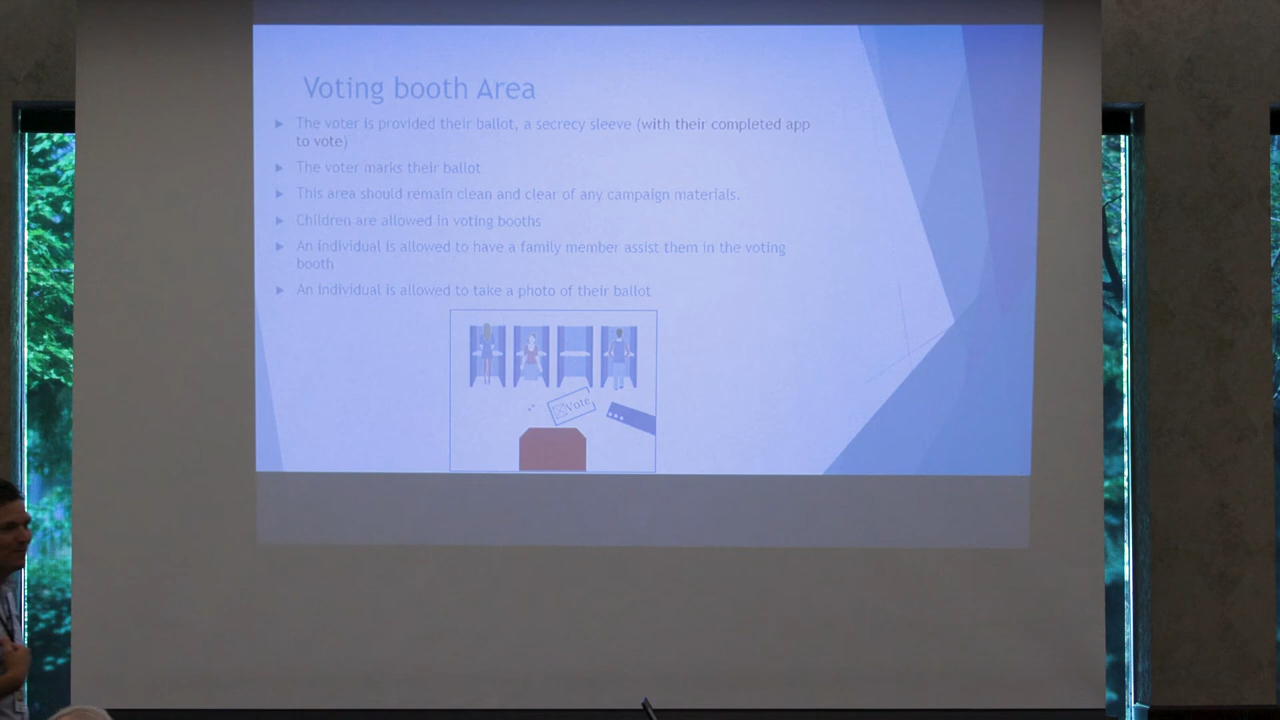 Voting booth Area
The voter is provided their ballot, a secrecy sleeve (with their completed app
to vote)
The voter marks their ballot
This area should remain clean and clear of any campaign materials.
Children are allowed in voting booths
An individual is allowed to have a family member assist them in the voting
booth
An individual is allowed to take a photo of their ballot
Vote